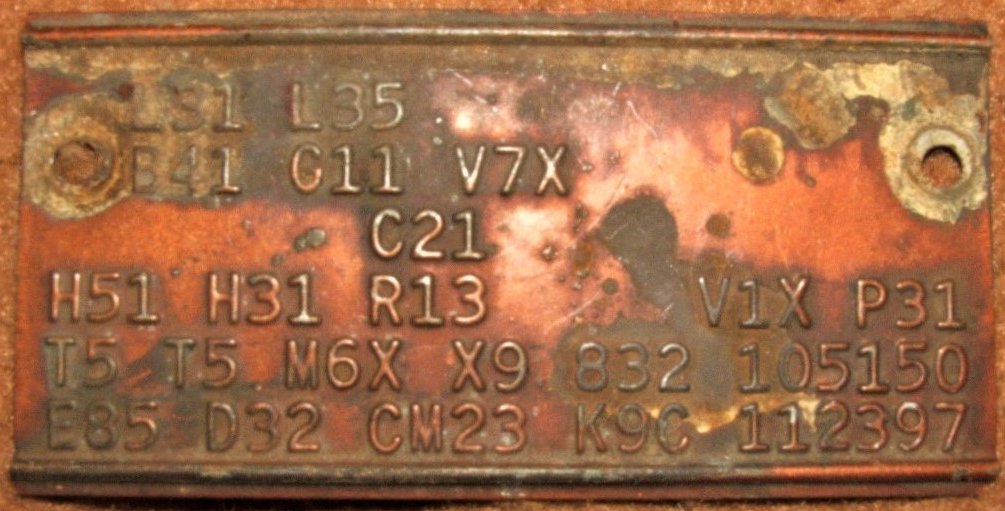 L31 L35
B41 G11 V7X
C21
H51 H31 R13 V1X P31
T5 T5 M6X X9 832 105150
E85 D32 CM23 K9C 112397